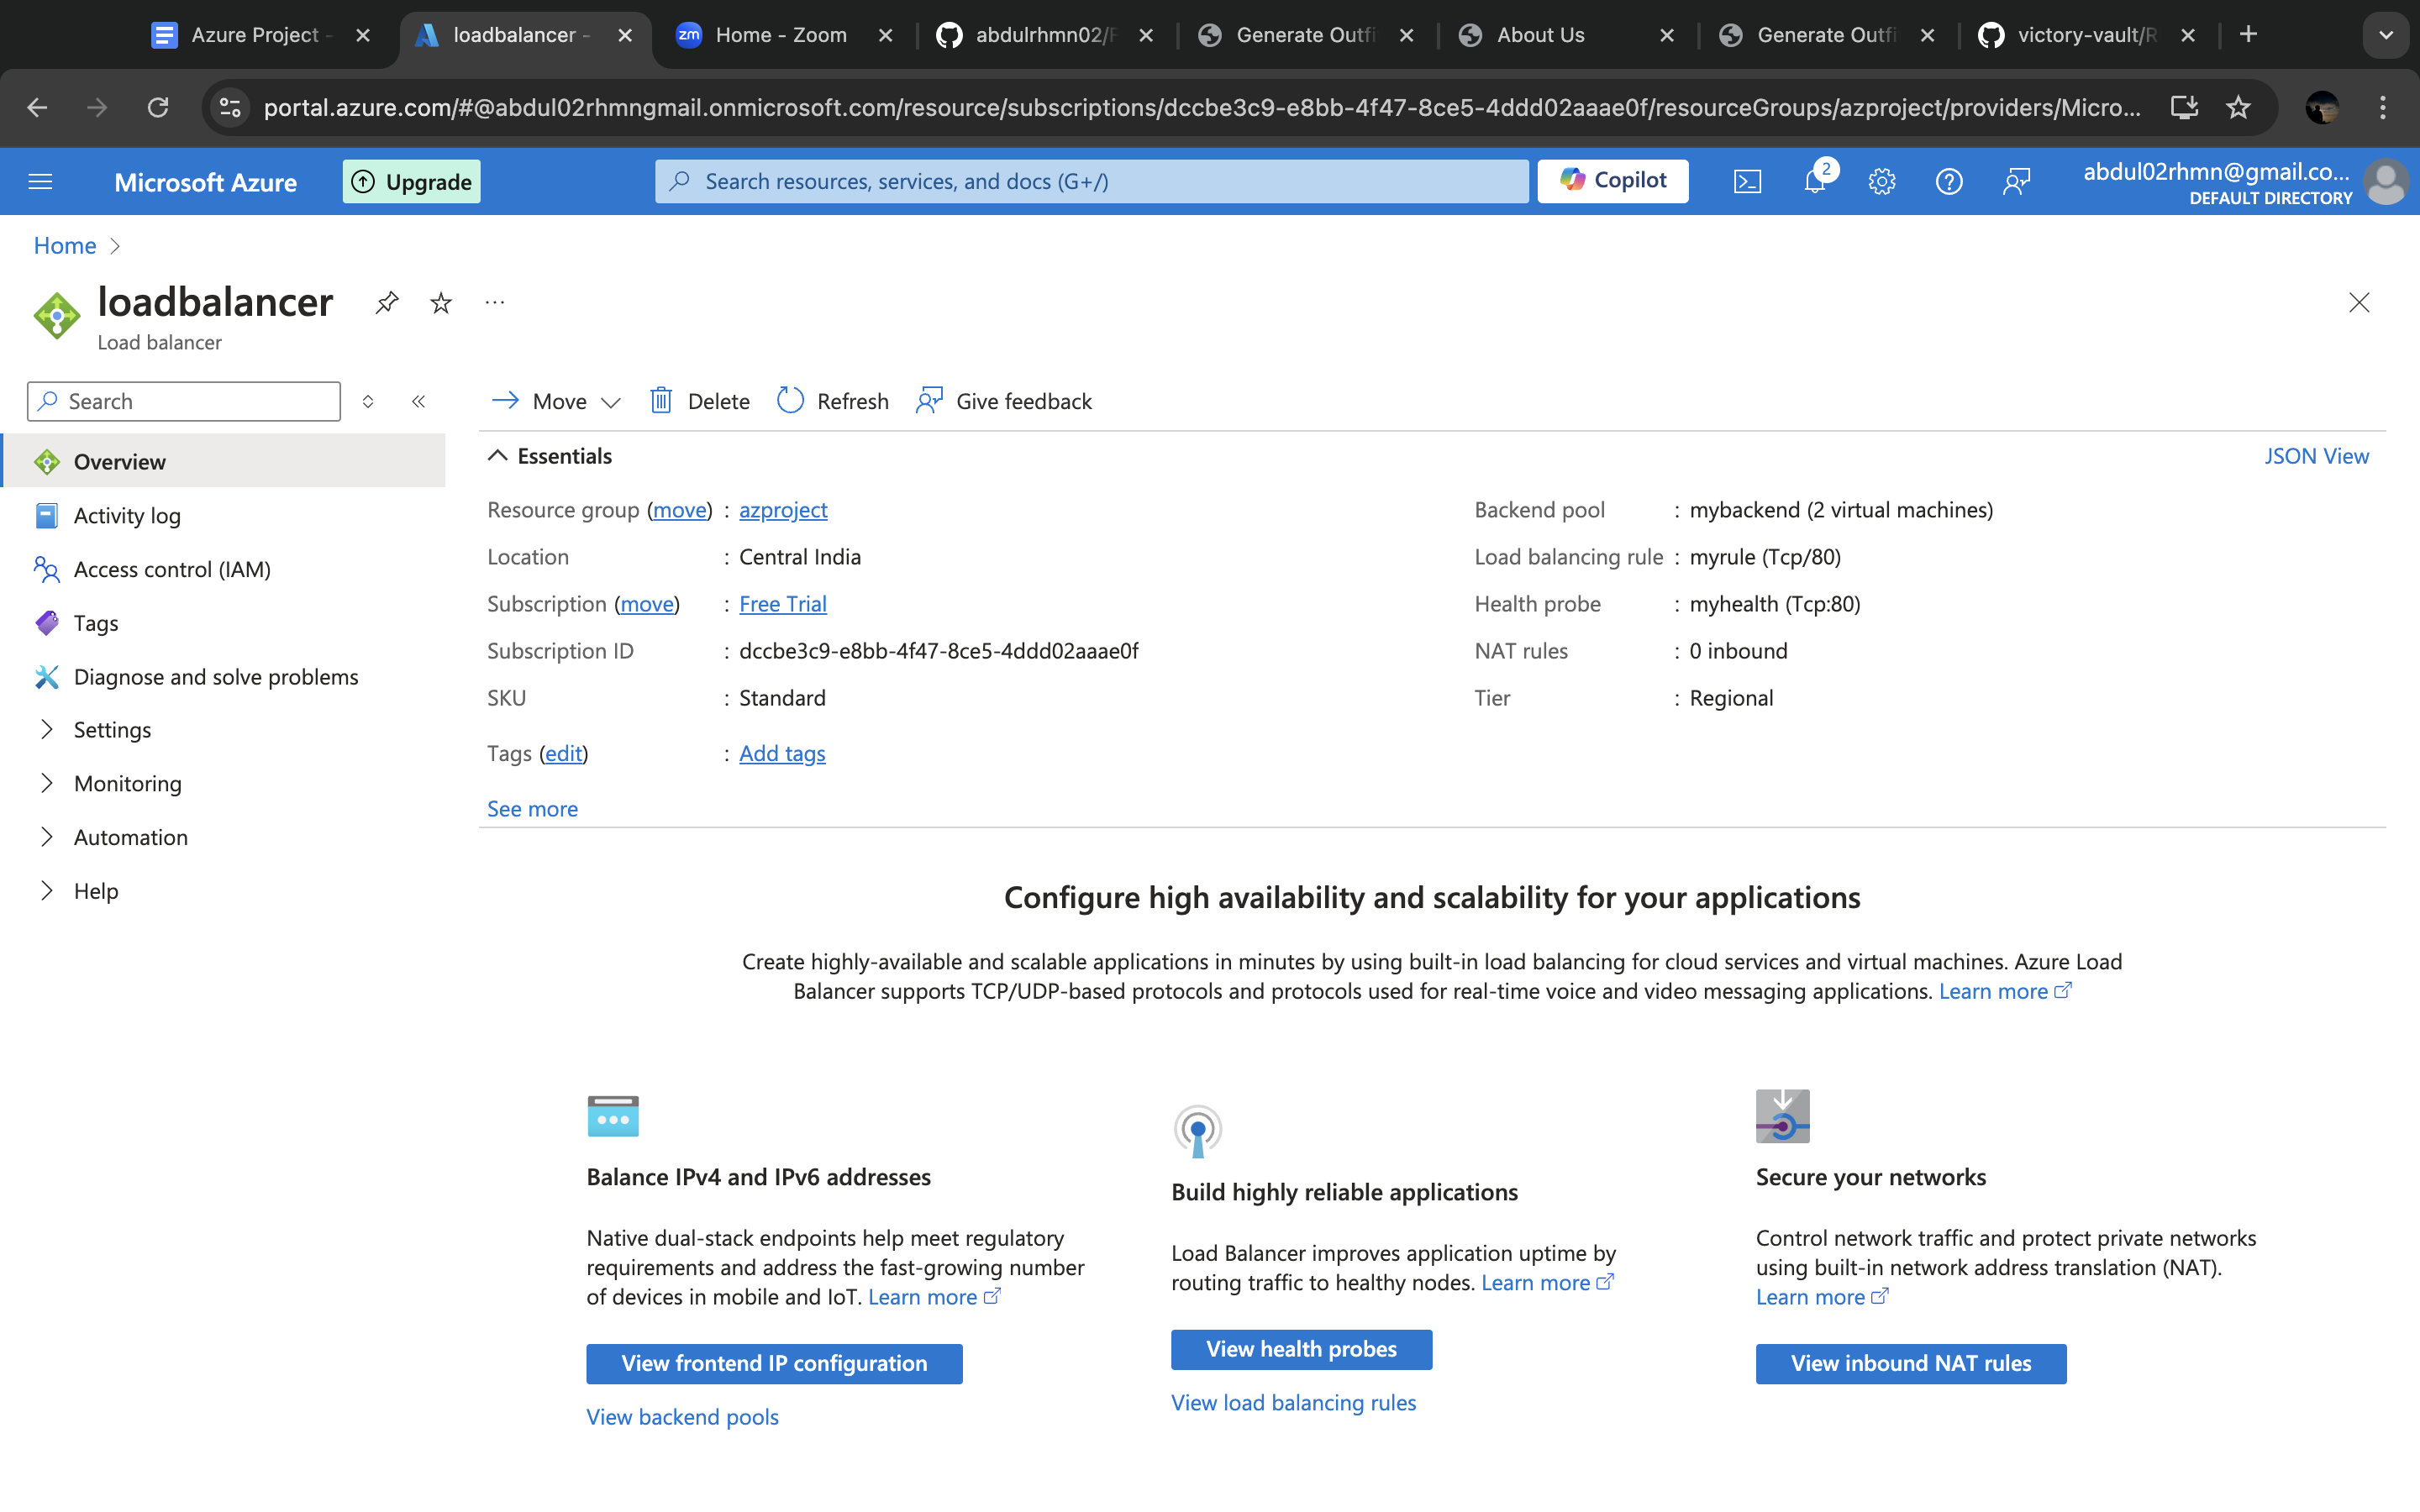 Azure Project -
loadbalancer -
zm Home - Zoom
abdulrhmn02/F
Generate Outfi
About Us
Generate Outfi
victory-vault/R
portal.azure.com/#@abdul02rhmngmail.onmicrosoft.com/resource/subscriptions/dccbe3c9-e8bb-4f47-8ce5-4ddd02aaae0f/resourceGroups/azproject/providers/Micro...
Microsoft Azure
Upgrade
Search resources, services, and docs (G+/)
Copilot
2
abdul02rhmn@gmail.co...
DEFAULT DIRECTORY
Home
loadbalancer
Load balancer
Search
Overview
Activity log
Access control (IAM)
Tags
Diagnose and solve problems
Settings
Monitoring
Automation
Help
Move
Delete
Refresh
Give feedback
Essentials
JSON View
Resource group (move) : azproject
Location : Central India
Subscription (move) : Free Trial
Subscription ID : dccbe3c9-e8bb-4f47-8ce5-4ddd02aaae0f
SKU : Standard
Tags (edit) : Add tags
See more
Backend pool : mybackend (2 virtual machines)
Load balancing rule : myrule (Tcp/80)
Health probe : myhealth (Tcp:80)
NAT rules : 0 inbound
Tier : Regional
Configure high availability and scalability for your applications
Create highly-available and scalable applications in minutes by using built-in load balancing for cloud services and virtual machines. Azure Load
Balancer supports TCP/UDP-based protocols and protocols used for real-time voice and video messaging applications. Learn more
Balance IPv4 and IPv6 addresses
Native dual-stack endpoints help meet regulatory
requirements and address the fast-growing number
of devices in mobile and IoT. Learn more
View frontend IP configuration
View backend pools
Build highly reliable applications
Load Balancer improves application uptime by
routing traffic to healthy nodes. Learn more
View health probes
View load balancing rules
Secure your networks
Control network traffic and protect private networks
using built-in network address translation (NAT).
Learn more
View inbound NAT rules